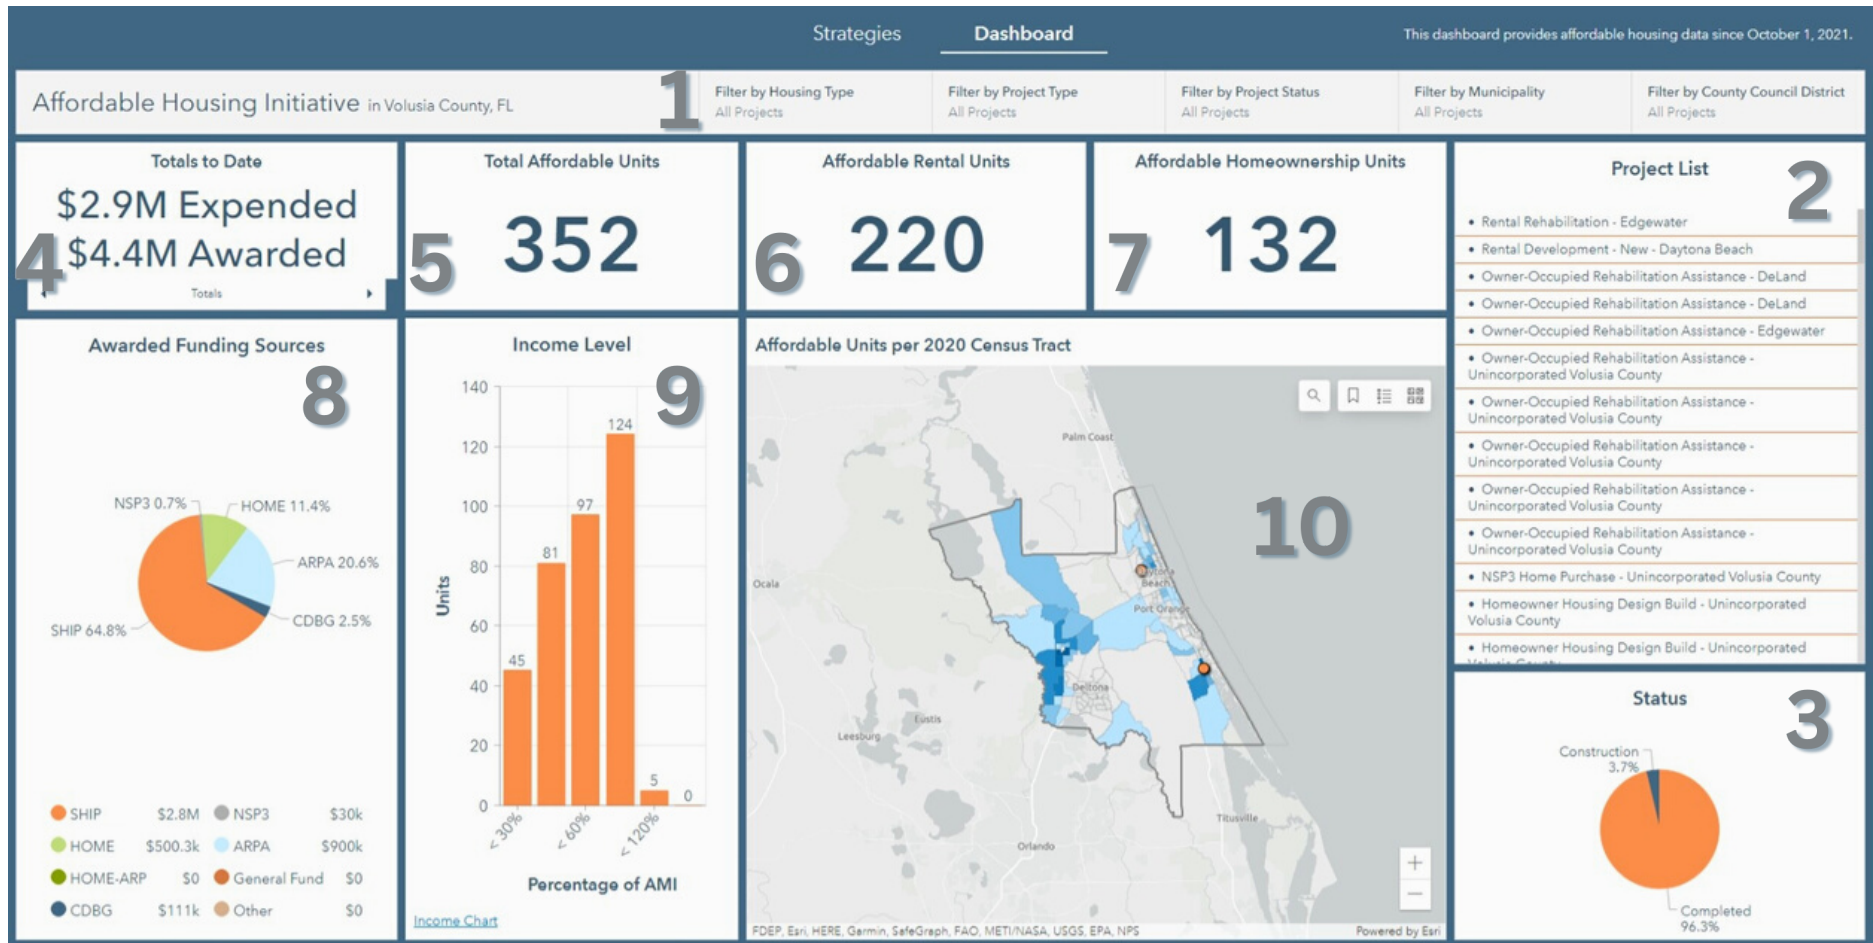 Strategies
Dashboard
This dashboard provides affordable housing data since October 1, 2021.
Affordable Housing Initiative in Volusia County, FL
1
Filter by Housing Type
All Projects
Filter by Project Type
All Projects
Filter by Project Status
All Projects
Filter by Municipality
All Projects
Filter by County Council District
All Projects
Totals to Date
$2.9M Expended
$4.4M Awarded
4
Totals
Total Affordable Units
5
352
Affordable Rental Units
6
220
Affordable Homeownership Units
7
132
Project List
2
• Rental Rehabilitation - Edgewater
• Rental Development - New - Daytona Beach
• Owner-Occupied Rehabilitation Assistance - DeLand
• Owner-Occupied Rehabilitation Assistance - DeLand
• Owner-Occupied Rehabilitation Assistance - Edgewater
• Owner-Occupied Rehabilitation Assistance -
Unincorporated Volusia County
• Owner-Occupied Rehabilitation Assistance -
Unincorporated Volusia County
• Owner-Occupied Rehabilitation Assistance -
Unincorporated Volusia County
• Owner-Occupied Rehabilitation Assistance -
Unincorporated Volusia County
• Owner-Occupied Rehabilitation Assistance -
Unincorporated Volusia County
• NSP3 Home Purchase - Unincorporated Volusia County
• Homeowner Housing Design Build - Unincorporated
Volusia County
• Homeowner Housing Design Build - Unincorporated
Volusia County
Awarded Funding Sources
8
NSP3 0.7%
HOME 11.4%
ARPA 20.6%
CDBG 2.5%
SHIP 64.8%
SHIP $2.8M
NSP3 $30k
HOME $500.3k
ARPA $900k
HOME-ARP $0
General Fund $0
CDBG $111k
Other $0
Income Level
9
140
120
100
80
60
40
20
0
Units
45
81
97
124
5
0
< 30%
< 60%
< 120%
Percentage of AMI
Income Chart
Affordable Units per 2020 Census Tract
10
Palm Coast
Ocala
Daytona
Beach
Port Orange
Deltona
Eustis
Leesburg
Titusville
Orlando
+
−
FDEP, Esri, HERE, Garmin, SafeGraph, FAO, METI/NASA, USGS, EPA, NPS
Powered by Esri
Status
3
Construction
3.7%
Completed
96.3%